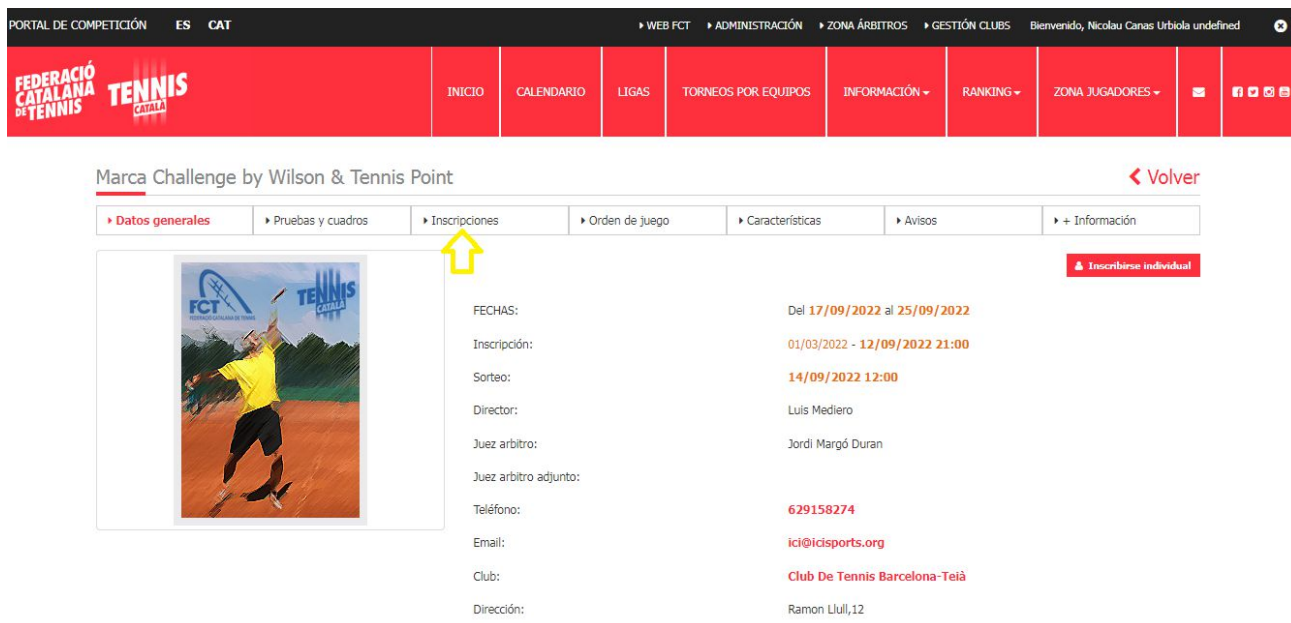 PORTAL DE COMPETICIÓN ES CAT WEB FCT ADMINISTRACIÓN ZONA ÁRBITROS GESTIÓN CLUBS Bienvenido, Nicolau Canas Urbiola undefined
FEDERACIÓ
CATALANA
DE TENNIS
TENNIS
CATALÀ
INICIO CALENDARIO LIGAS TORNEOS POR EQUIPOS INFORMACIÓN RANKING ZONA JUGADORES
Marca Challenge by Wilson & Tennis Point Volver
Datos generales Pruebas y cuadros Inscripciones Orden de juego Características Avisos + Información
Inscribirse individual
FCT
FEDERACIÓ CATALANA DE TENNIS
TENNIS
CATALÀ
FECHAS: Del 17/09/2022 al 25/09/2022
Inscripción: 01/03/2022 - 12/09/2022 21:00
Sorteo: 14/09/2022 12:00
Director: Luis Mediero
Juez arbitro: Jordi Margó Duran
Juez arbitro adjunto:
Teléfono: 629158274
Email: ici@icisports.org
Club: Club De Tennis Barcelona-Teià
Dirección: Ramon Llull,12